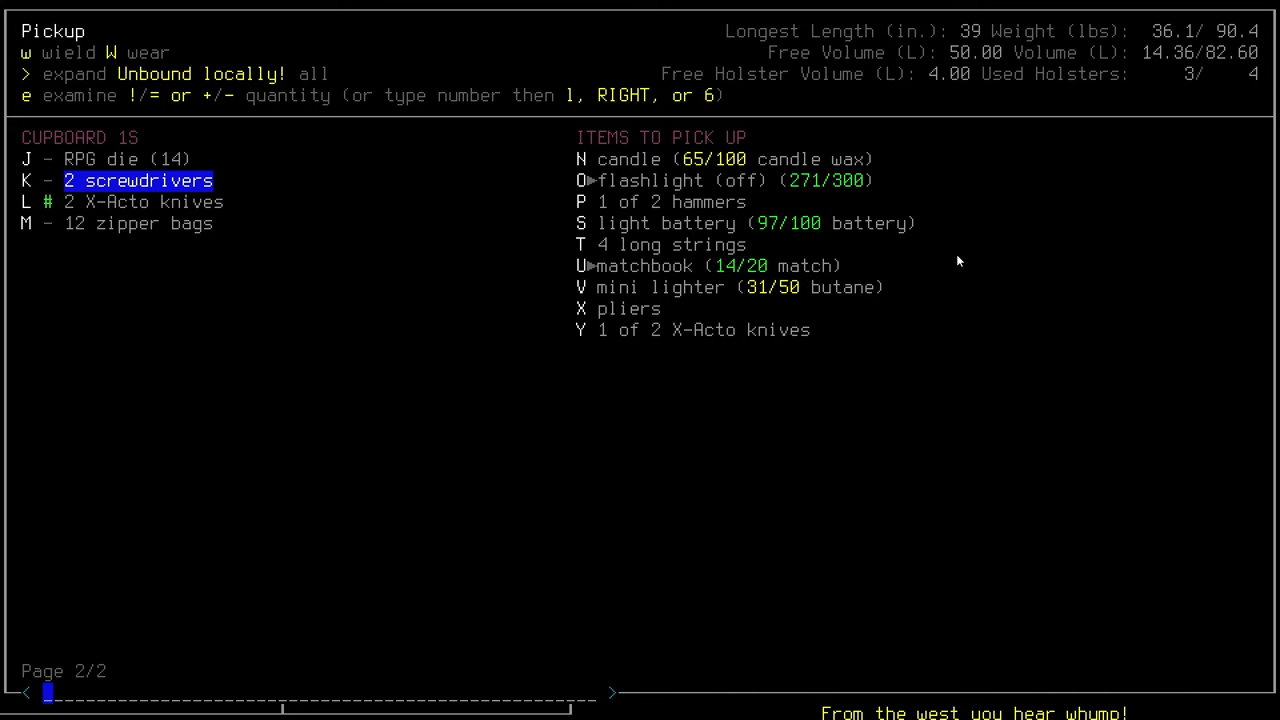 Pickup
Longest Length (in.): 39 Weight (lbs): 36.1/ 90.4
w wield W wear
Free Volume (L): 50.00 Volume (L): 14.36/82.60
> expand Unbound locally! all
Free Holster Volume (L): 4.00 Used Holsters: 3/ 4
e examine !/= or +/- quantity (or type number then l, RIGHT, or 6)
CUPBOARD 1S
J - RPG die (14)
K - 2 screwdrivers
L # 2 X-Acto knives
M - 12 zipper bags
ITEMS TO PICK UP
N candle (65/100 candle wax)
O▶flashlight (off) (271/300)
P 1 of 2 hammers
S light battery (97/100 battery)
T 4 long strings
U▶matchbook (14/20 match)
V mini lighter (31/50 butane)
X pliers
Y 1 of 2 X-Acto knives
Page 2/2
< _ >
From the west you hear whump!